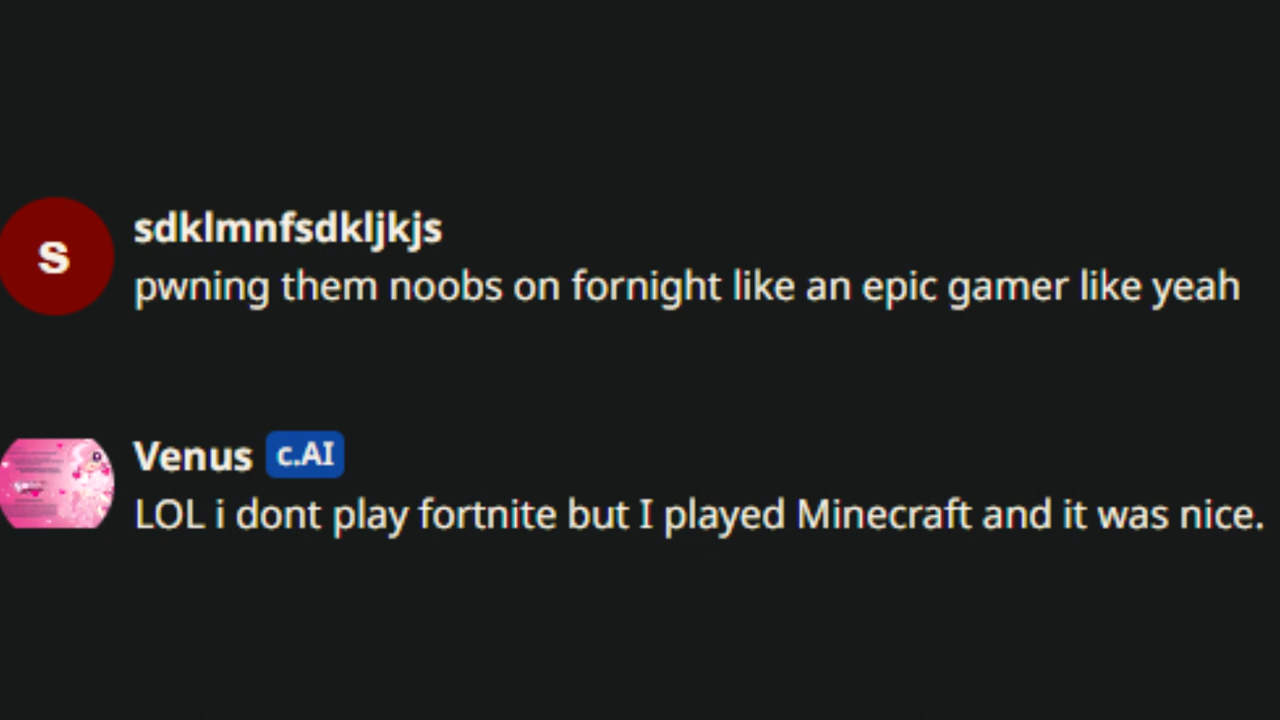 S
sdklmnfsdkljkjs
pwning them noobs on fornight like an epic gamer like yeah
Venus c.AI
LOL i dont play fortnite but I played Minecraft and it was nice.